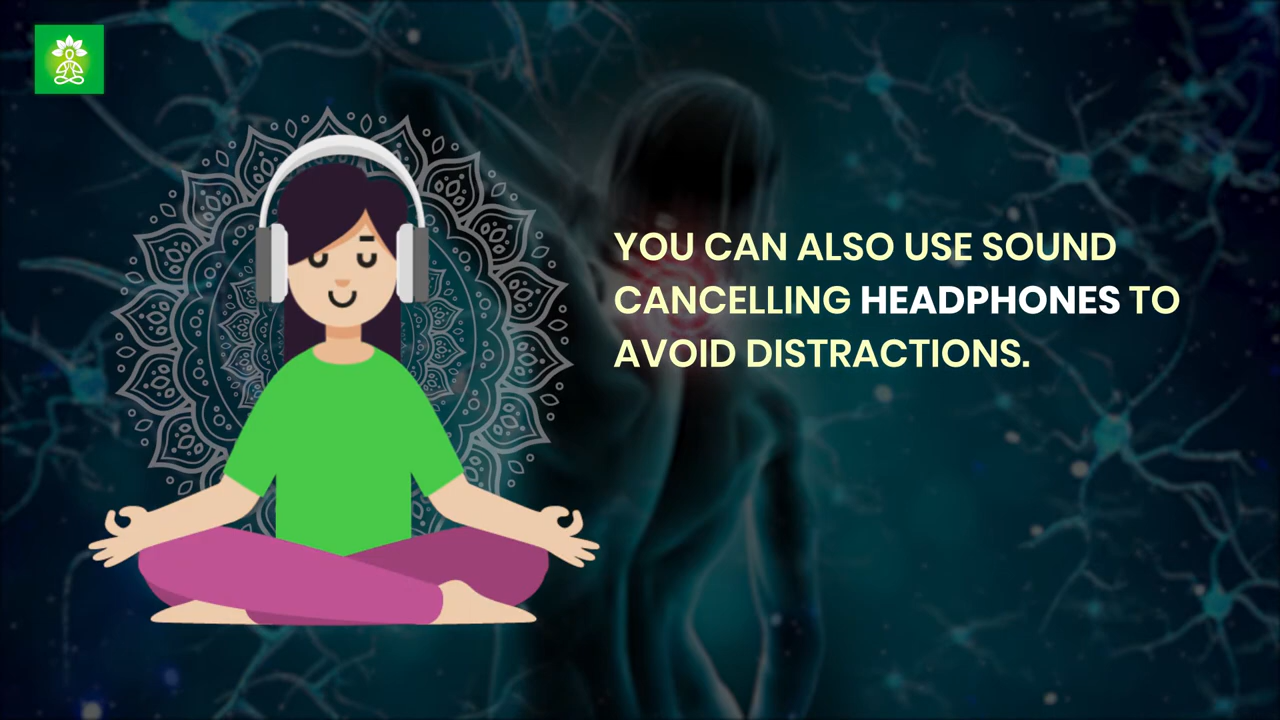 YOU CAN ALSO USE SOUND
CANCELLING HEADPHONES TO
AVOID DISTRACTIONS.